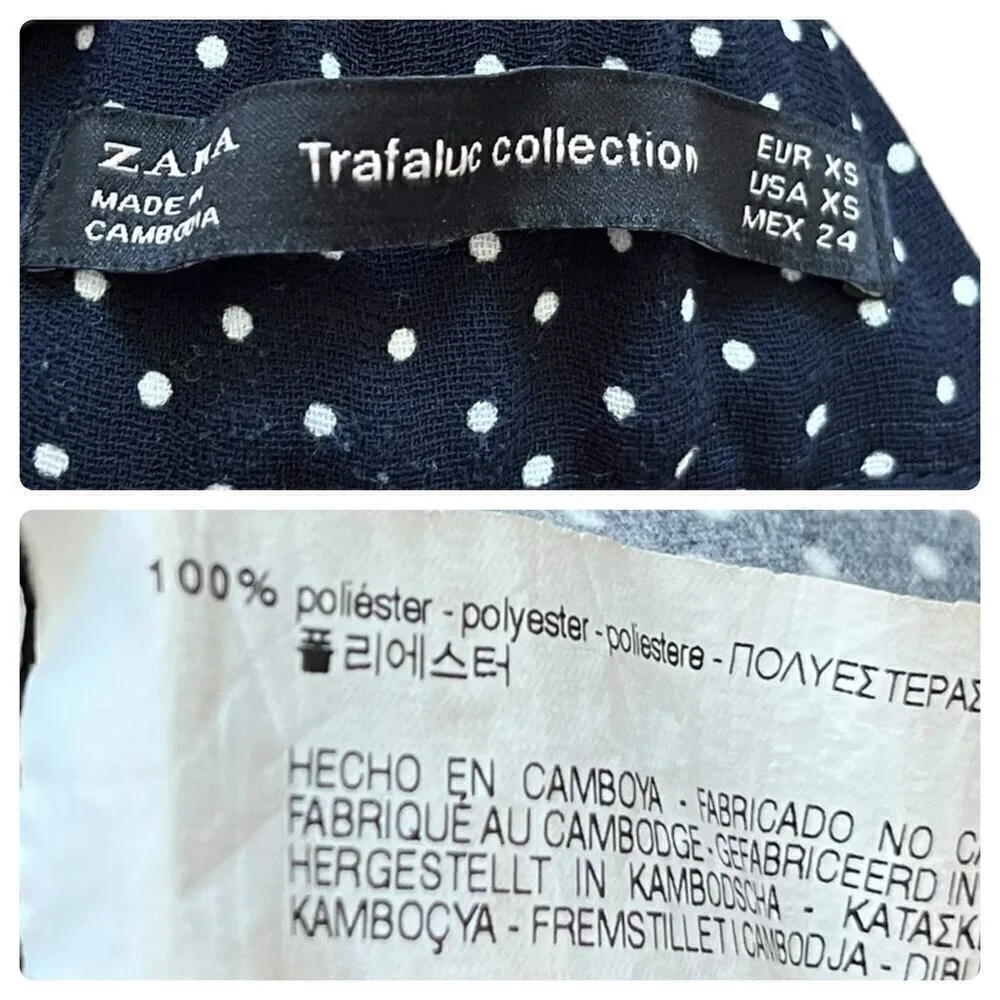 ZARA
MADE IN
CAMBODIA
Trafaluc collection
EUR XS
USA XS
MEX 24
100% poliéster - polyester - poliestere - ΠΟΛΥΕΣΤΕΡΑΣ
폴리에스터
HECHO EN CAMBOYA - FABRICADO NO
FABRIQUÉ AU CAMBODGE - GEFABRICEERD IN
HERGESTELLT IN KAMBODSCHA -
KAMBOÇYA - FREMSTILLET I CAMBODJA -